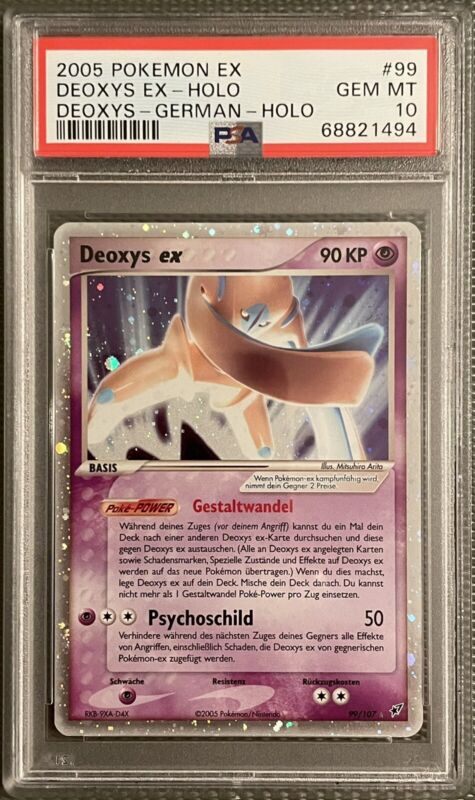 2005 POKEMON EX #99
DEOXYS EX-HOLO GEM MT
DEOXYS-GERMAN-HOLO 10
PSA 68821494
Deoxys ex 90 KP
BASIS Illus. Mitsuhiro Arita
Wenn Pokémon-ex kampfunfähig wird,
nimmt dein Gegner 2 Preise.
Poké-POWER Gestaltwandel
Während deines Zuges (vor deinem Angriff) kannst du ein Mal dein
Deck nach einer anderen Deoxys ex-Karte durchsuchen und diese
gegen Deoxys ex austauschen. (Alle an Deoxys ex angelegten Karten
sowie Schadensmarken, Spezielle Zustände und Effekte auf Deoxys ex
werden auf das neue Pokémon übertragen.) Wenn du dies machst,
lege Deoxys ex auf dein Deck. Mische dein Deck danach. Du kannst
nicht mehr als 1 Gestaltwandel Poké-Power pro Zug einsetzen.
Psychoschild 50
Verhindere während des nächsten Zuges deines Gegners alle Effekte
von Angriffen, einschließlich Schaden, die Deoxys ex von gegnerischen
Pokémon-ex zugefügt werden.
Schwäche Resistenz Rückzugskosten
RKB-9XA-D4X ©2005 Pokémon/Nintendo. 99/107